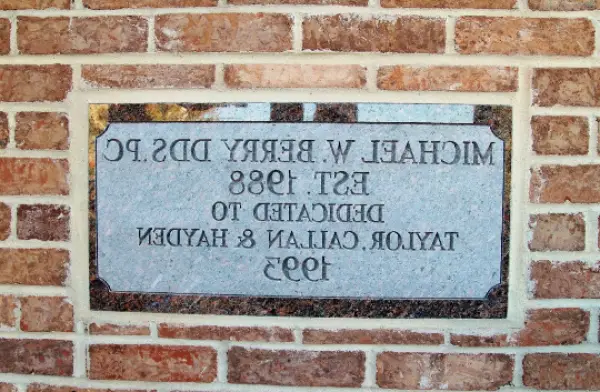 MICHAEL W. BERRY DDS.PC
EST. 1988
DEDICATED TO
TAYLOR, CALLAN & HAYDEN
1993